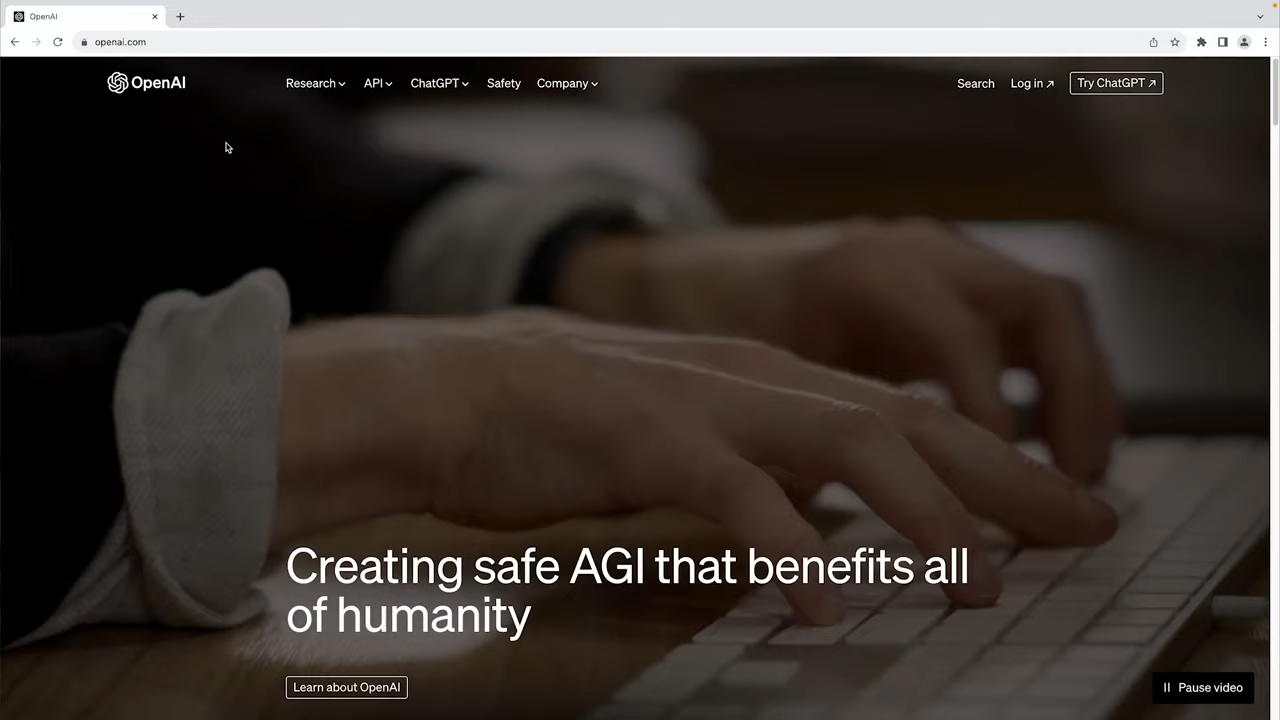 OpenAI
openai.com
OpenAI
Research
API
ChatGPT
Safety
Company
Search
Log in ↗
Try ChatGPT ↗
Creating safe AGI that benefits all
of humanity
Learn about OpenAI
Pause video